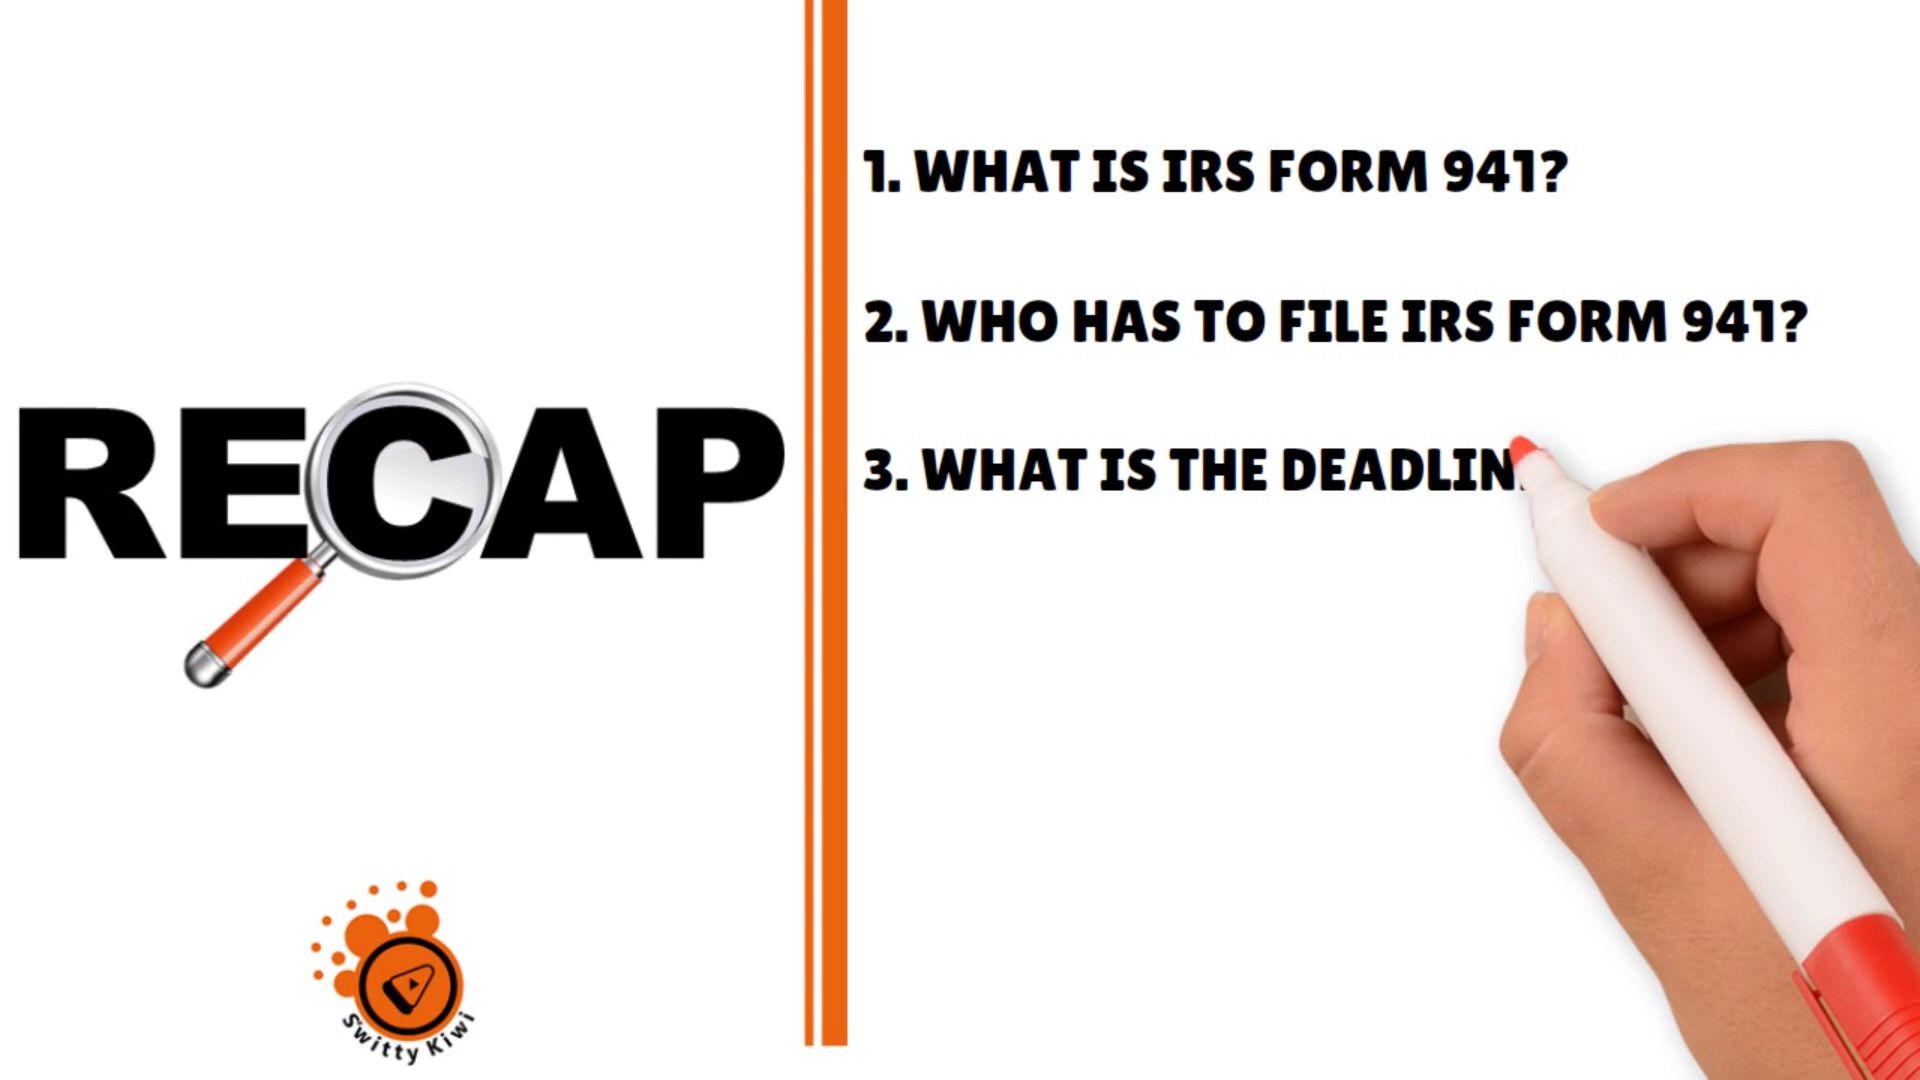 RECAP
Switty Kiwi
1. WHAT IS IRS FORM 941?
2. WHO HAS TO FILE IRS FORM 941?
3. WHAT IS THE